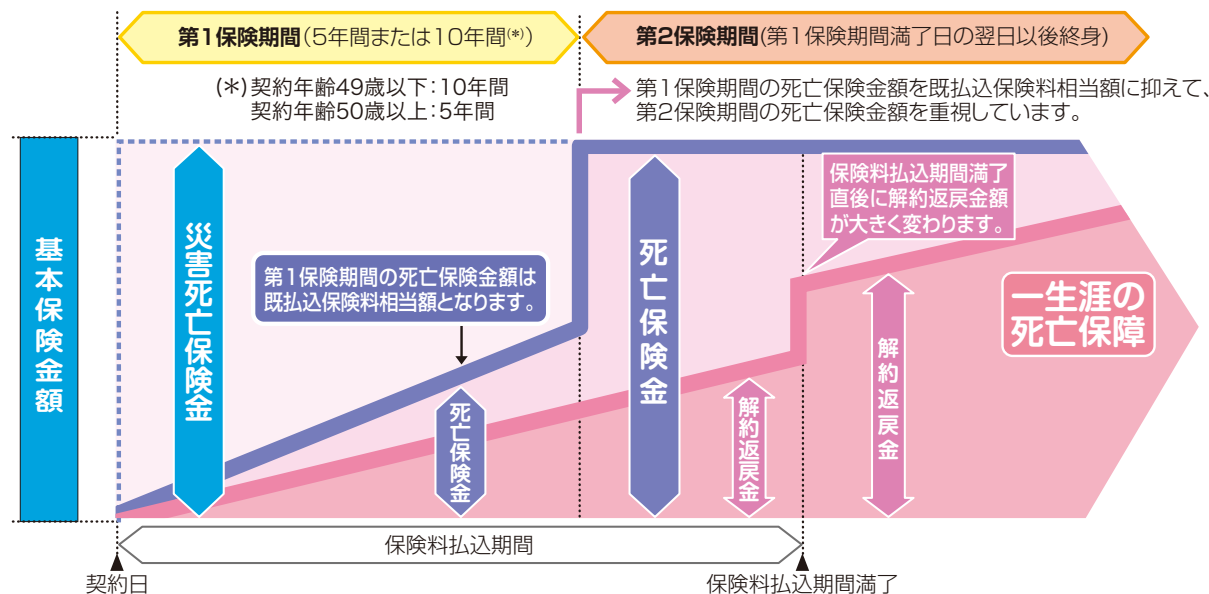 第1保険期間(5年間または10年間(*))
第2保険期間(第1保険期間満了日の翌日以後終身)
(*)契約年齢49歳以下:10年間
契約年齢50歳以上:5年間
第1保険期間の死亡保険金額を既払込保険料相当額に抑えて、
第2保険期間の死亡保険金額を重視しています。
基本保険金額
災害死亡保険金
第1保険期間の死亡保険金額は
既払込保険料相当額となります。
死亡保険金
死亡保険金
解約返戻金
保険料払込期間満了
直後に解約返戻金額
が大きく変わります。
解約返戻金
一生涯の
死亡保障
保険料払込期間
契約日
保険料払込期間満了